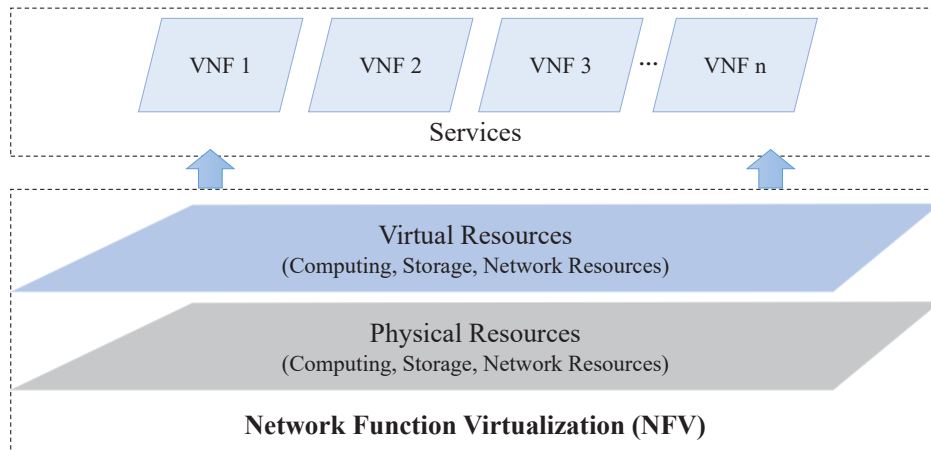 VNF 1 VNF 2 VNF 3 ... VNF n
Services
Virtual Resources
(Computing, Storage, Network Resources)
Physical Resources
(Computing, Storage, Network Resources)
Network Function Virtualization (NFV)